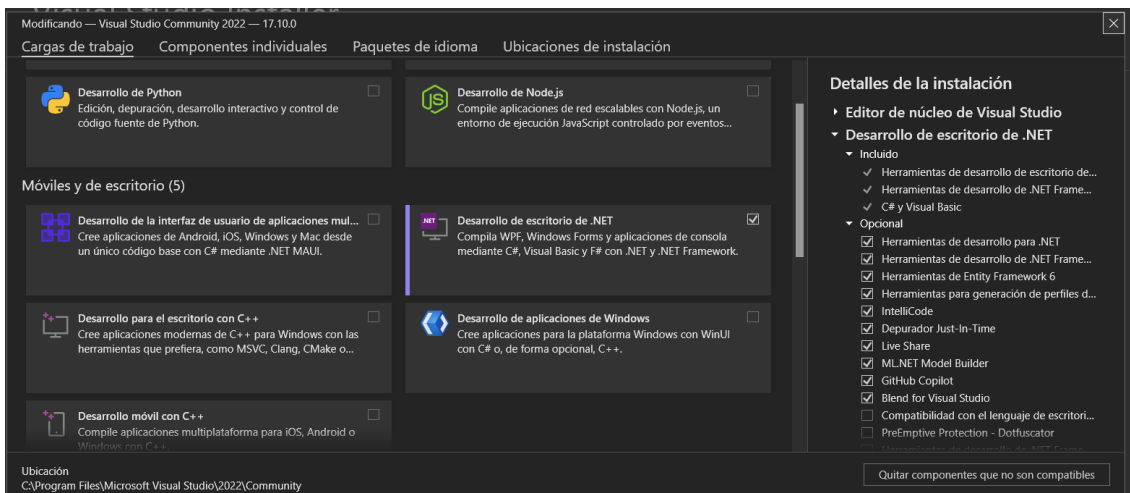 Modificando — Visual Studio Community 2022 — 17.10.0
Cargas de trabajo
Componentes individuales
Paquetes de idioma
Ubicaciones de instalación
Desarrollo de Python
Edición, depuración, desarrollo interactivo y control de
código fuente de Python.
Desarrollo de Node.js
Compile aplicaciones de red escalables con Node.js, un
entorno de ejecución JavaScript controlado por eventos...
Móviles y de escritorio (5)
Desarrollo de la interfaz de usuario de aplicaciones mul...
Cree aplicaciones de Android, iOS, Windows y Mac desde
un único código base con C# mediante .NET MAUI.
.NET
Desarrollo de escritorio de .NET
Compila WPF, Windows Forms y aplicaciones de consola
mediante C#, Visual Basic y F# con .NET y .NET Framework.
Desarrollo para el escritorio con C++
Cree aplicaciones modernas de C++ para Windows con las
herramientas que prefiera, como MSVC, Clang, CMake o...
Desarrollo de aplicaciones de Windows
Cree aplicaciones para la plataforma Windows con WinUI
con C# o, de forma opcional, C++.
Desarrollo móvil con C++
Compile aplicaciones multiplataforma para iOS, Android o
Windows con C++.
Detalles de la instalación
Editor de núcleo de Visual Studio
Desarrollo de escritorio de .NET
Incluido
Herramientas de desarrollo de escritorio de...
Herramientas de desarrollo de .NET Frame...
C# y Visual Basic
Opcional
Herramientas de desarrollo para .NET
Herramientas de desarrollo de .NET Frame...
Herramientas de Entity Framework 6
Herramientas para generación de perfiles d...
IntelliCode
Depurador Just-In-Time
Live Share
ML.NET Model Builder
GitHub Copilot
Blend for Visual Studio
Compatibilidad con el lenguaje de escritori...
PreEmptive Protection - Dotfuscator
Ubicación
C:\Program Files\Microsoft Visual Studio\2022\Community
Quitar componentes que no son compatibles